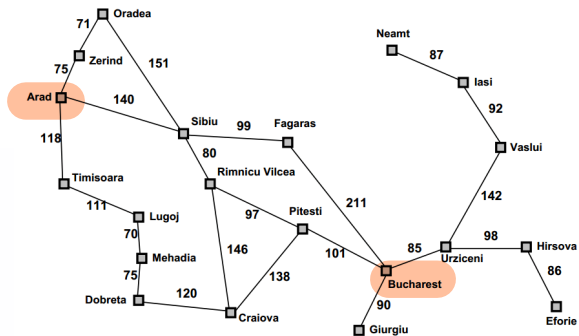 Oradea
71
Neamt
87
Zerind
151
75
Iasi
Arad
140
92
118
Sibiu
99
Fagaras
Vaslui
80
Timisoara
Rimnicu Vilcea
111
97
211
142
Lugoj
Pitesti
70
146
101
85
98
Hirsova
Mehadia
138
Urziceni
75
86
Bucharest
120
90
Dobreta
Craiova
Eforie
Giurgiu